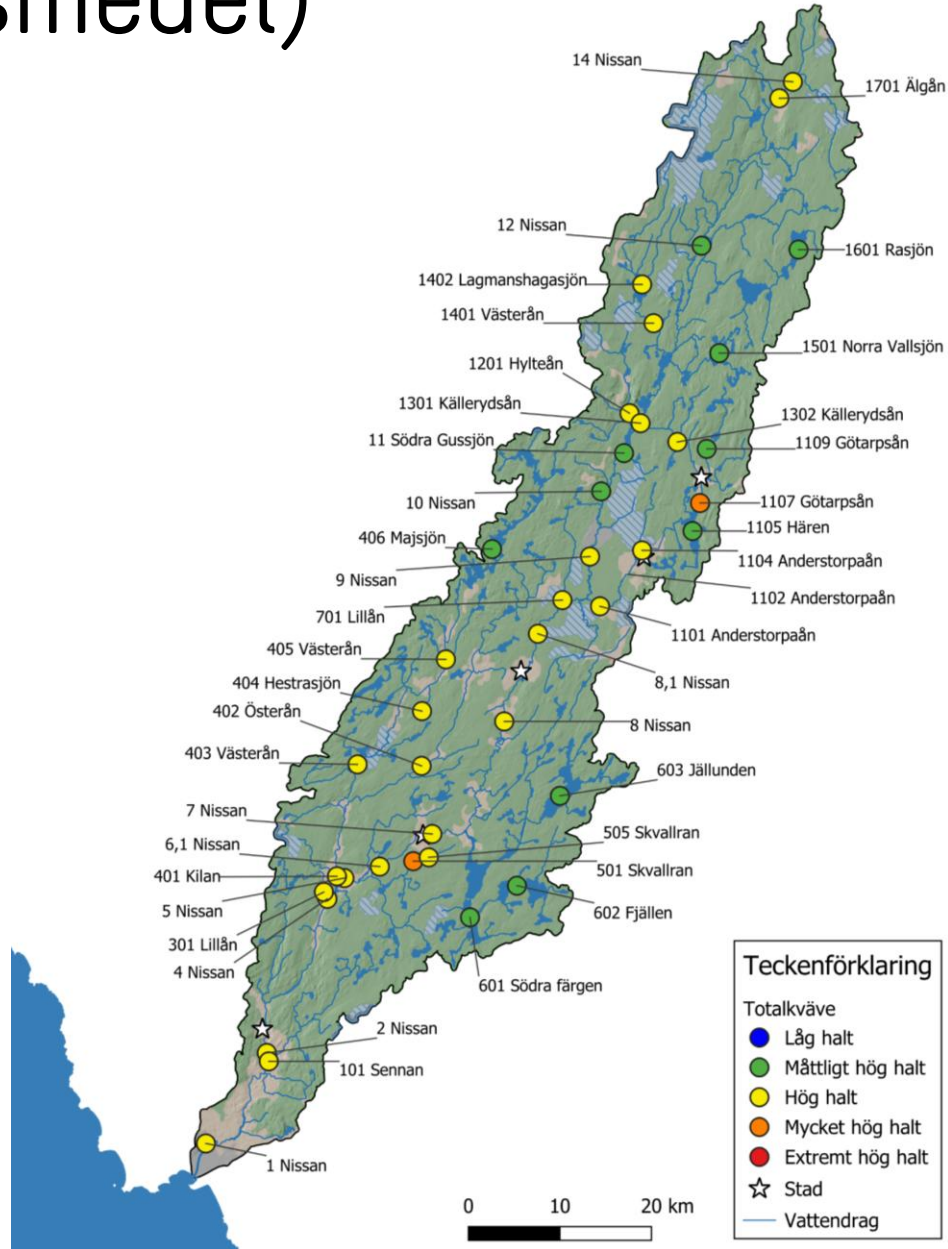 smedet)
14 Nissan
1701 Älgån
12 Nissan
1601 Rasjön
1402 Lagmanshagasjön
1401 Västerån
1501 Norra Vallsjön
1201 Hylteån
1301 Källerydsån
1302 Källerydsån
11 Södra Gussjön
1109 Götarpsån
10 Nissan
1107 Götarpsån
1105 Hären
406 Majsjön
1104 Anderstorpaån
9 Nissan
1102 Anderstorpaån
701 Lillån
1101 Anderstorpaån
405 Västerån
8,1 Nissan
404 Hestrasjön
402 Österån
8 Nissan
403 Västerån
603 Jällunden
7 Nissan
505 Skvallran
6,1 Nissan
501 Skvallran
401 Kilan
5 Nissan
602 Fjällen
301 Lillån
4 Nissan
601 Södra färgen
2 Nissan
101 Sennan
1 Nissan
Teckenförklaring
Totalkväve
Låg halt
Måttligt hög halt
Hög halt
Mycket hög halt
Extremt hög halt
Stad
Vattendrag
0 10 20 km